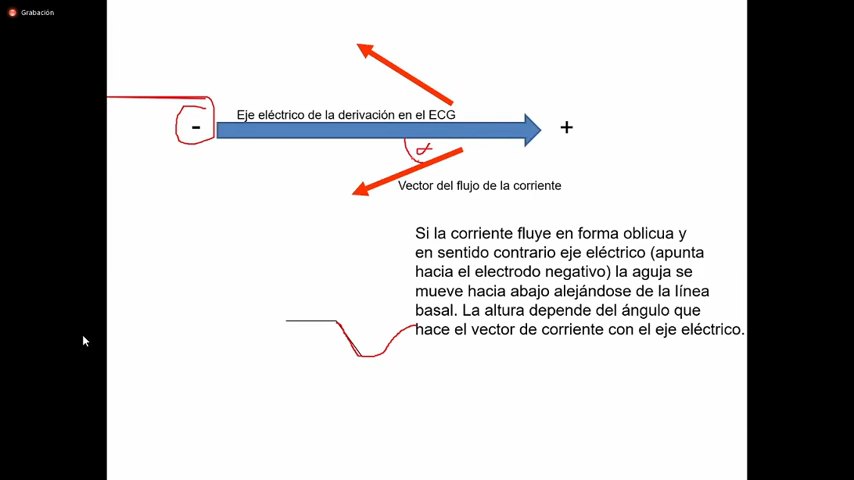 Grabación
Eje eléctrico de la derivación en el ECG
- +
α
Vector del flujo de la corriente
Si la corriente fluye en forma oblicua y
en sentido contrario eje eléctrico (apunta
hacia el electrodo negativo) la aguja se
mueve hacia abajo alejándose de la línea
basal. La altura depende del ángulo que
hace el vector de corriente con el eje eléctrico.